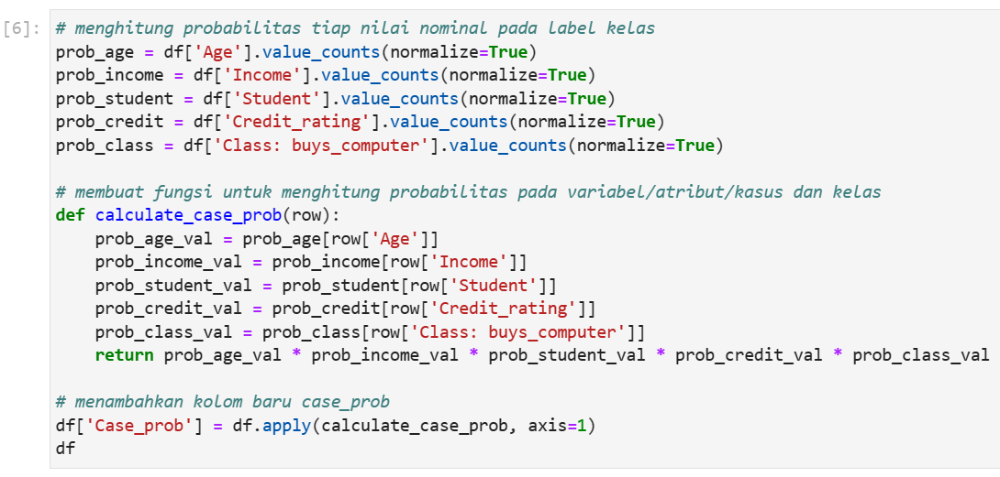 [6]: # menghitung probabilitas tiap nilai nominal pada label kelas
prob_age = df['Age'].value_counts(normalize=True)
prob_income = df['Income'].value_counts(normalize=True)
prob_student = df['Student'].value_counts(normalize=True)
prob_credit = df['Credit_rating'].value_counts(normalize=True)
prob_class = df['Class: buys_computer'].value_counts(normalize=True)

# membuat fungsi untuk menghitung probabilitas pada variabel/atribut/kasus dan kelas
def calculate_case_prob(row):
    prob_age_val = prob_age[row['Age']]
    prob_income_val = prob_income[row['Income']]
    prob_student_val = prob_student[row['Student']]
    prob_credit_val = prob_credit[row['Credit_rating']]
    prob_class_val = prob_class[row['Class: buys_computer']]
    return prob_age_val * prob_income_val * prob_student_val * prob_credit_val * prob_class_val

# menambahkan kolom baru case_prob
df['Case_prob'] = df.apply(calculate_case_prob, axis=1)
df